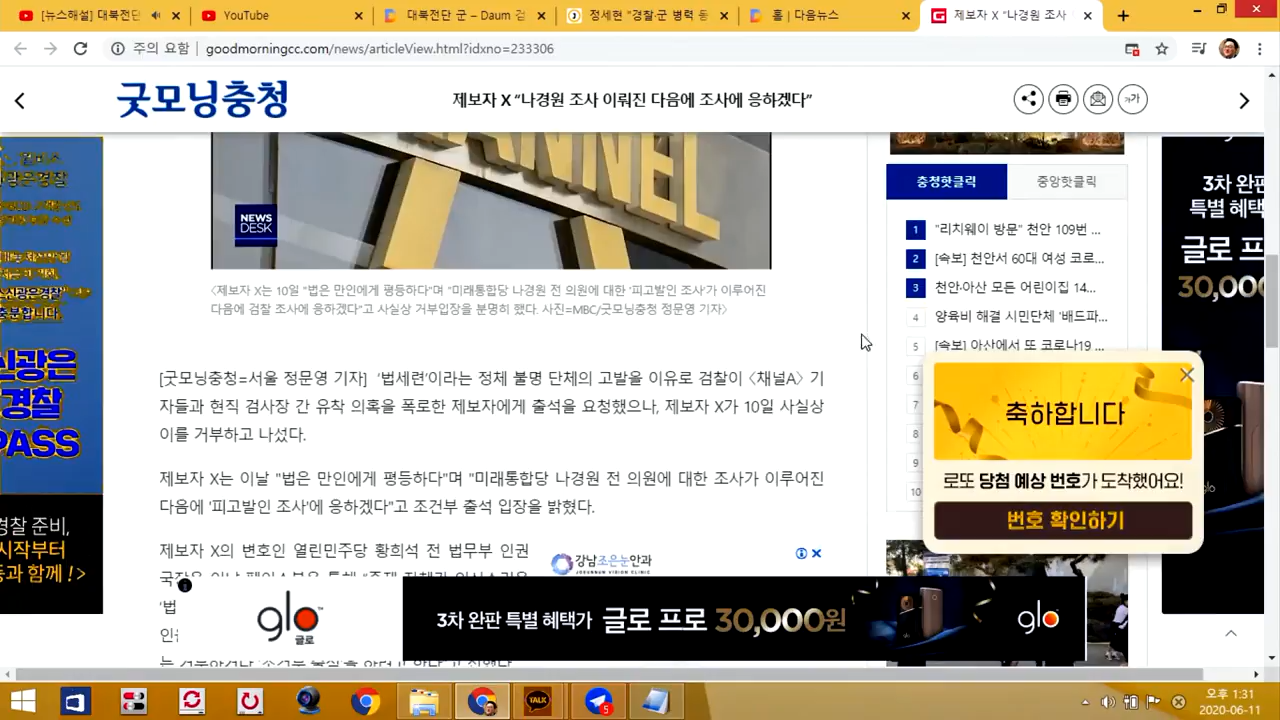 [뉴스해설] 대북전단
YouTube
대북전단 군 – Daum 검
정세현 "경찰·군 병력 동
홈 | 다음뉴스
제보자 X "나경원 조사
주의 요함
goodmorningcc.com/news/articleView.html?idxno=233306
굿모닝충청
제보자 X “나경원 조사 이뤄진 다음에 조사에 응하겠다”
가가
CHANNEL
NEWS
DESK
〈제보자 X는 10일 "법은 만인에게 평등하다"며 "미래통합당 나경원 전 의원에 대한 '피고발인 조사'가 이루어진
다음에 검찰 조사에 응하겠다"고 사실상 거부입장을 분명히 했다. 사진=MBC/굿모닝충청 정문영 기자〉
[굿모닝충청=서울 정문영 기자] ‘법세련’이라는 정체 불명 단체의 고발을 이유로 검찰이 〈채널A〉 기
자들과 현직 검사장 간 유착 의혹을 폭로한 제보자에게 출석을 요청했으나, 제보자 X가 10일 사실상
이를 거부하고 나섰다.
제보자 X는 이날 "법은 만인에게 평등하다"며 "미래통합당 나경원 전 의원에 대한 조사가 이루어진
다음에 '피고발인 조사'에 응하겠다"고 조건부 출석 입장을 밝혔다.
제보자 X의 변호인 열린민주당 황희석 전 법무부 인권
'법
인권
충청핫클릭
중앙핫클릭
1 "리치웨이 방문" 천안 109번 ...
2 [속보] 천안서 60대 여성 코로...
3 천안·아산 모든 어린이집 14...
4 양육비 해결 시민단체 '배드파...
5 [속보] 아산에서 또 코로나19 ...
6
7
8
9
10
축하합니다
로또 당첨 예상 번호가 도착했어요!
번호 확인하기
강남조은눈안과
glo™
글로
3차 완판 특별 혜택가 글로 프로 30,000원
glo
신광은
경찰
PASS
경찰 준비,
시작부터
동과 함께!>
3차 완판
특별 혜택
글로 프
30,000
glo
TALK
5
오후 1:31
2020-06-11